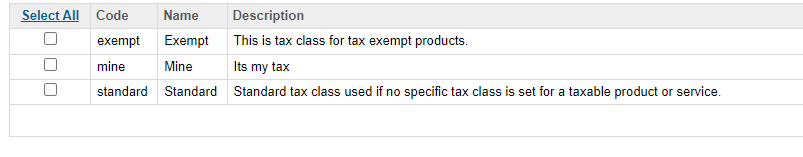 Select All Code Name Description
exempt Exempt This is tax class for tax exempt products.
mine Mine Its my tax
standard Standard Standard tax class used if no specific tax class is set for a taxable product or service.